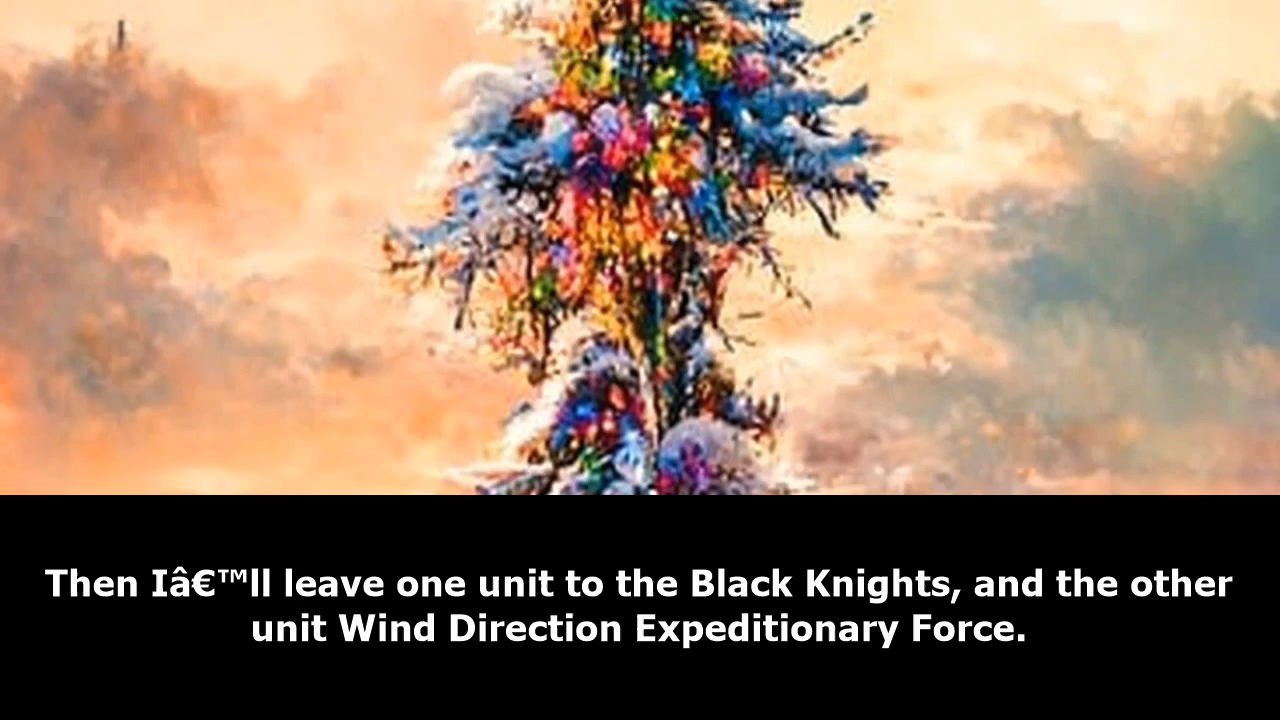 Then Iâ€™ll leave one unit to the Black Knights, and the other
unit Wind Direction Expeditionary Force.